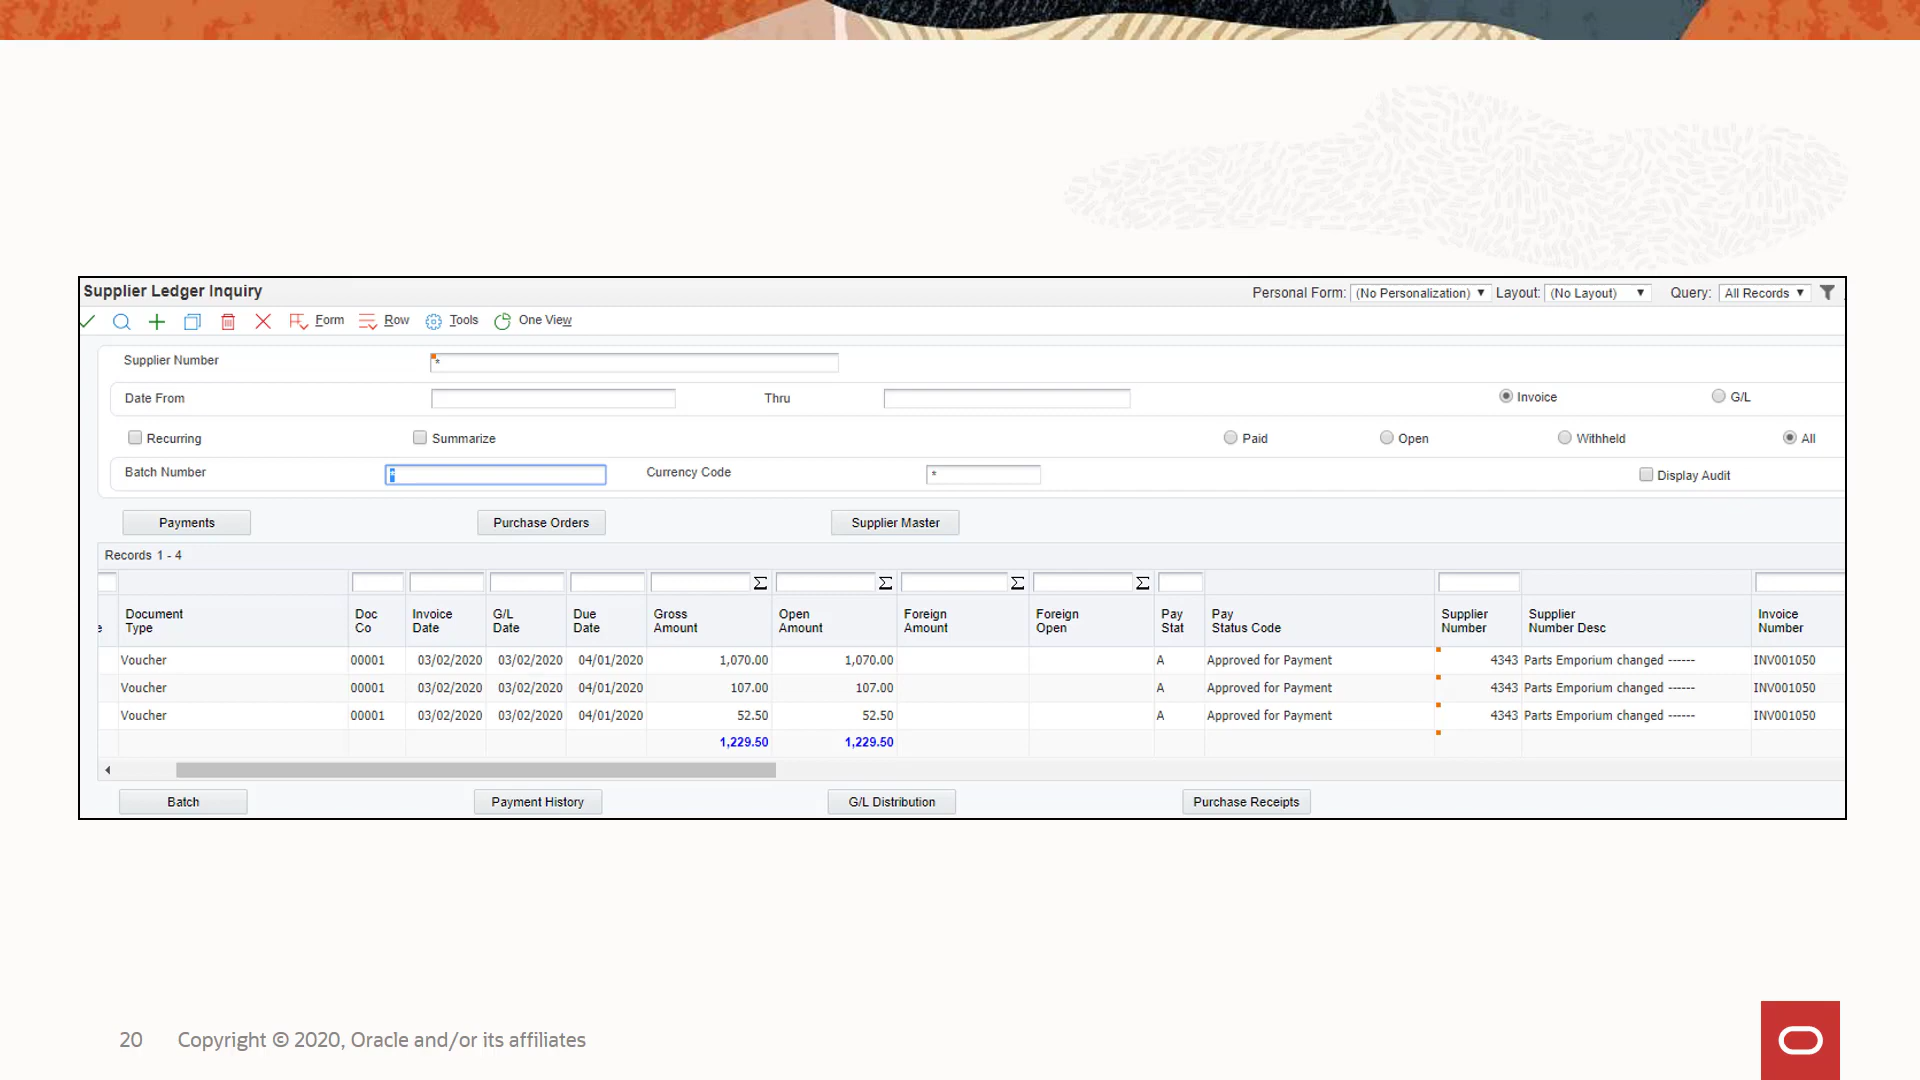 Supplier Ledger Inquiry
Personal Form: (No Personalization) Layout: (No Layout) Query: All Records
Form Row Tools One View
Supplier Number *
Date From Thru Invoice G/L
Recurring Summarize Paid Open Withheld All
Batch Number * Currency Code * Display Audit
Payments Purchase Orders Supplier Master
Records 1 - 4
Document Doc Invoice G/L Due Gross Open Foreign Foreign Pay Pay Supplier Supplier Invoice
e Type Co Date Date Date Amount Amount Amount Open Stat Status Code Number Number Desc Number
Voucher 00001 03/02/2020 03/02/2020 04/01/2020 1,070.00 1,070.00 A Approved for Payment 4343 Parts Emporium changed ------ INV001050
Voucher 00001 03/02/2020 03/02/2020 04/01/2020 107.00 107.00 A Approved for Payment 4343 Parts Emporium changed ------ INV001050
Voucher 00001 03/02/2020 03/02/2020 04/01/2020 52.50 52.50 A Approved for Payment 4343 Parts Emporium changed ------ INV001050
1,229.50 1,229.50
Batch Payment History G/L Distribution Purchase Receipts
20 Copyright © 2020, Oracle and/or its affiliates